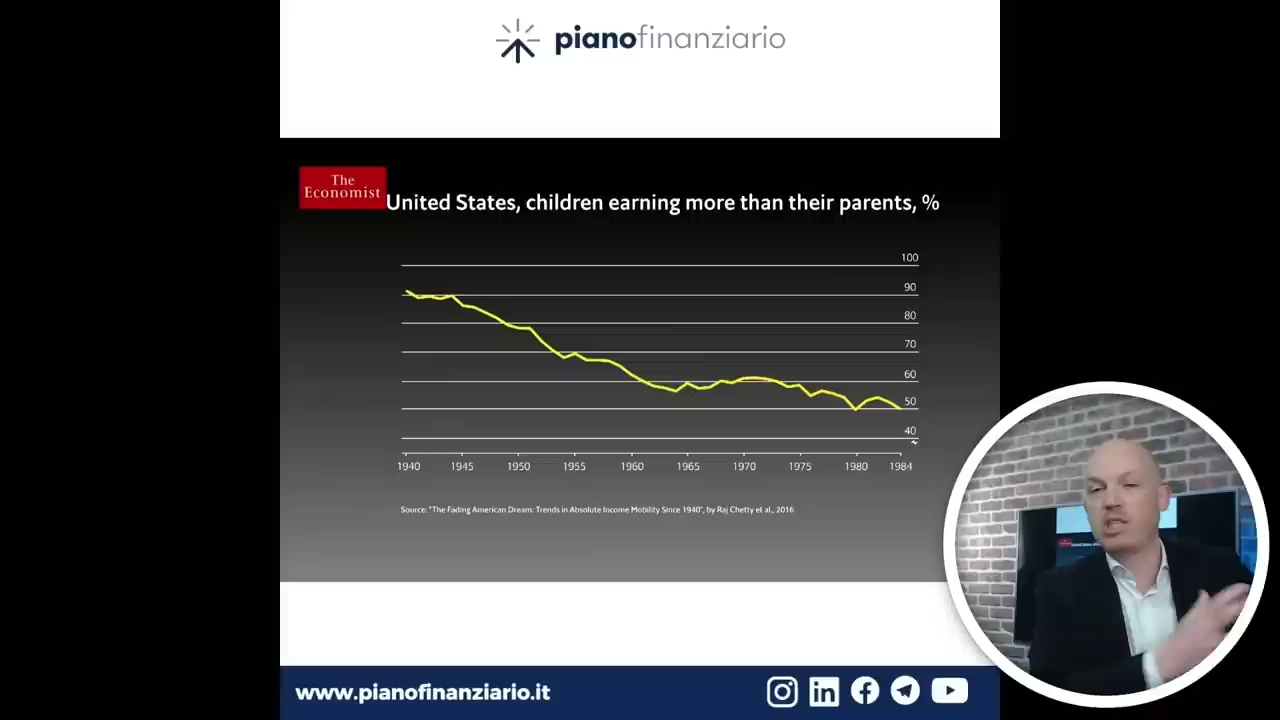 pianofinanziario
The
Economist
United States, children earning more than their parents, %
100
90
80
70
60
50
40
1940 1945 1950 1955 1960 1965 1970 1975 1980 1984
Source: "The Fading American Dream: Trends in Absolute Income Mobility Since 1940", by Raj Chetty et al., 2016
www.pianofinanziario.it